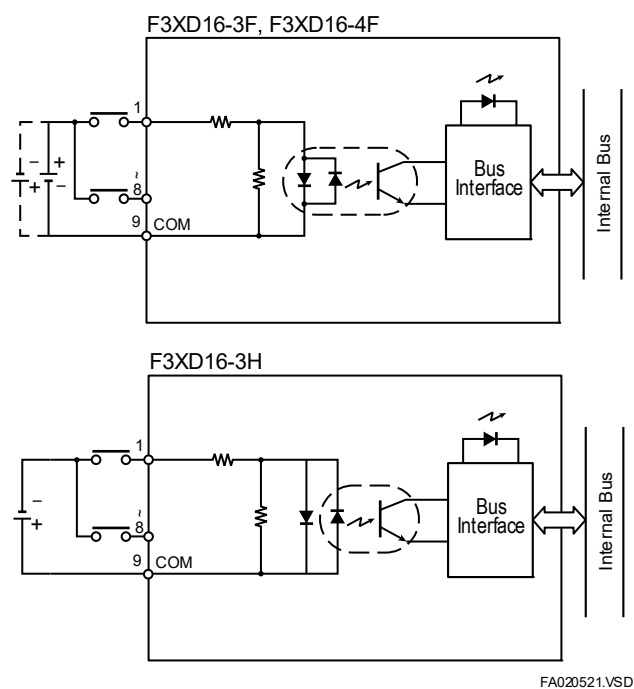 F3XD16-3F, F3XD16-4F
1
− + − +
~
8
9 COM
Bus
Interface
Internal Bus
F3XD16-3H
1
−
+
~
8
9 COM
Bus
Interface
Internal Bus
FA020521.VSD